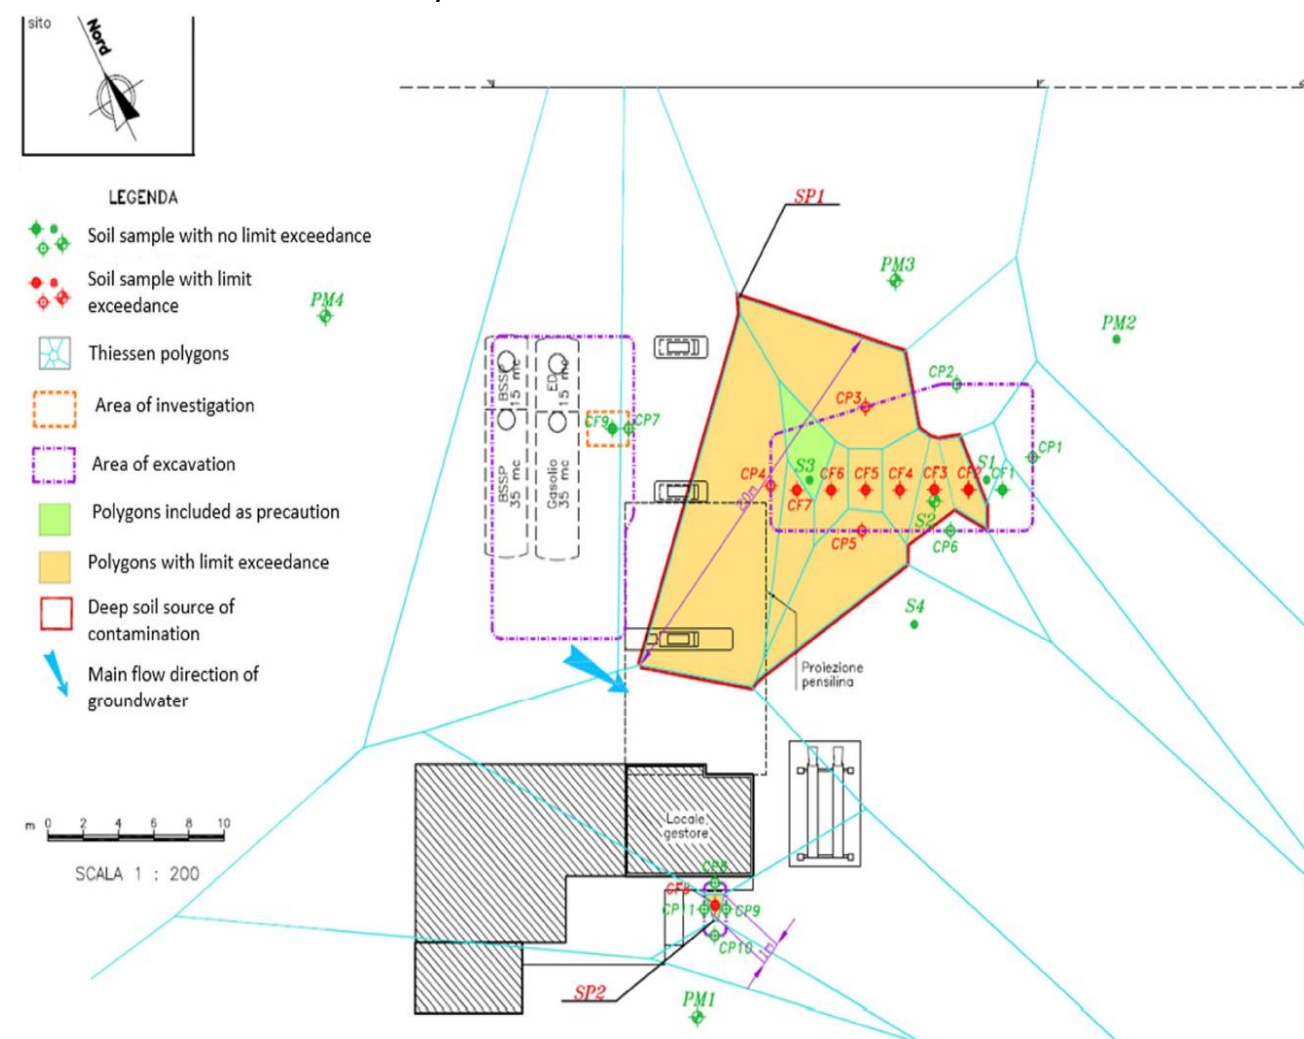 sito
Nord
LEGENDA
Soil sample with no limit exceedance
Soil sample with limit
exceedance
Thiessen polygons
Area of investigation
Area of excavation
Polygons included as precaution
Polygons with limit exceedance
Deep soil source of
contamination
Main flow direction of
groundwater
m 0 2 4 6 8 10
SCALA 1 : 200
SP1
PM3
PM4
PM2
CP2
CP3
CP1
BSSP
15 mc
ED
15 mc
CF9 CP7
BSSP
35 mc
Gasolio
35 mc
CP4
S3
CF7
CF6
CF5
CF4
CF3
CF2
S1
CF1
S2
CP5
CP6
20m
S4
Proiezione
pensilina
Locale
gestore
CP8
CF8
CP11
CP9
CP10
SP2
PM1